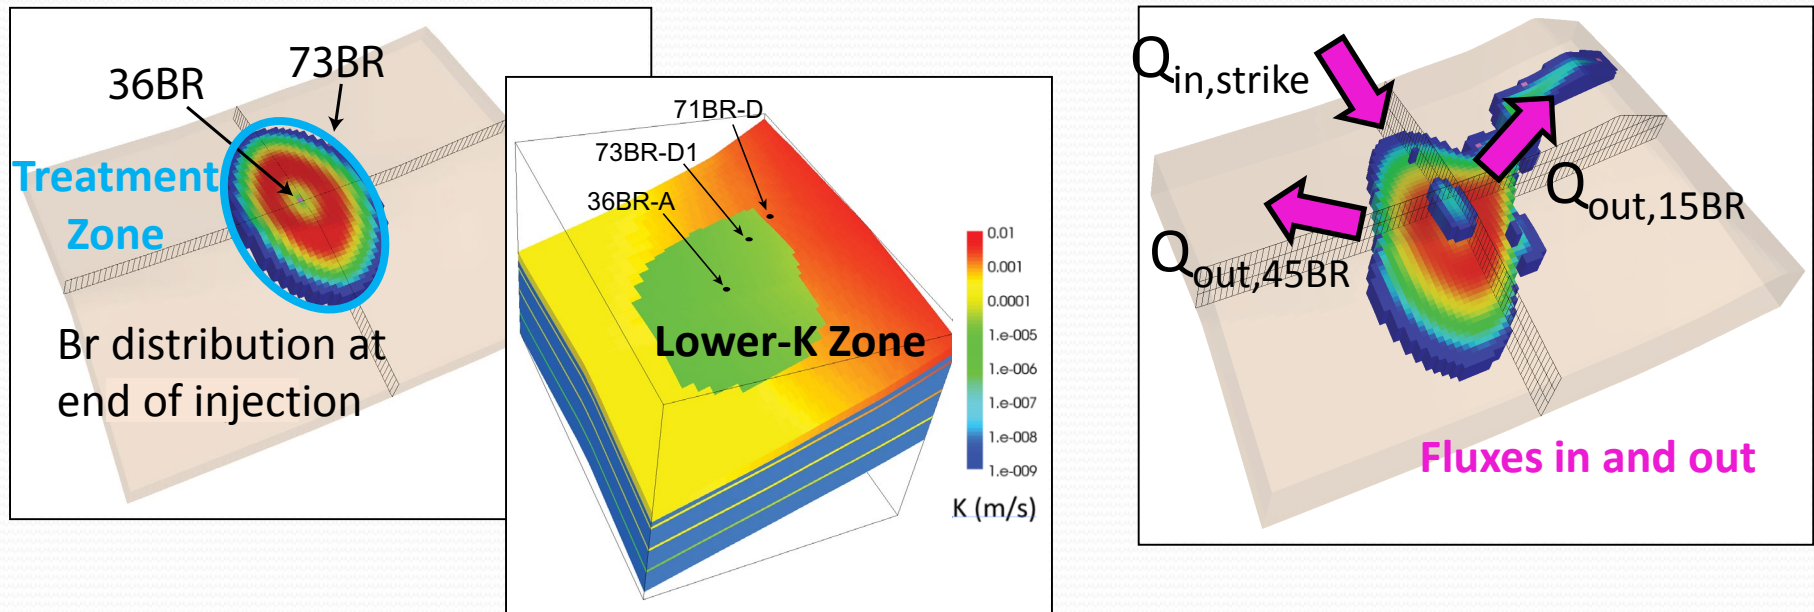 36BR
73BR
Treatment
Zone
Br distribution at
end of injection
71BR-D
73BR-D1
36BR-A
Lower-K Zone
0.01
0.001
0.0001
1.e-005
1.e-006
1.e-007
1.e-008
1.e-009
K (m/s)
Qin,strike
Qout,15BR
Qout,45BR
Fluxes in and out